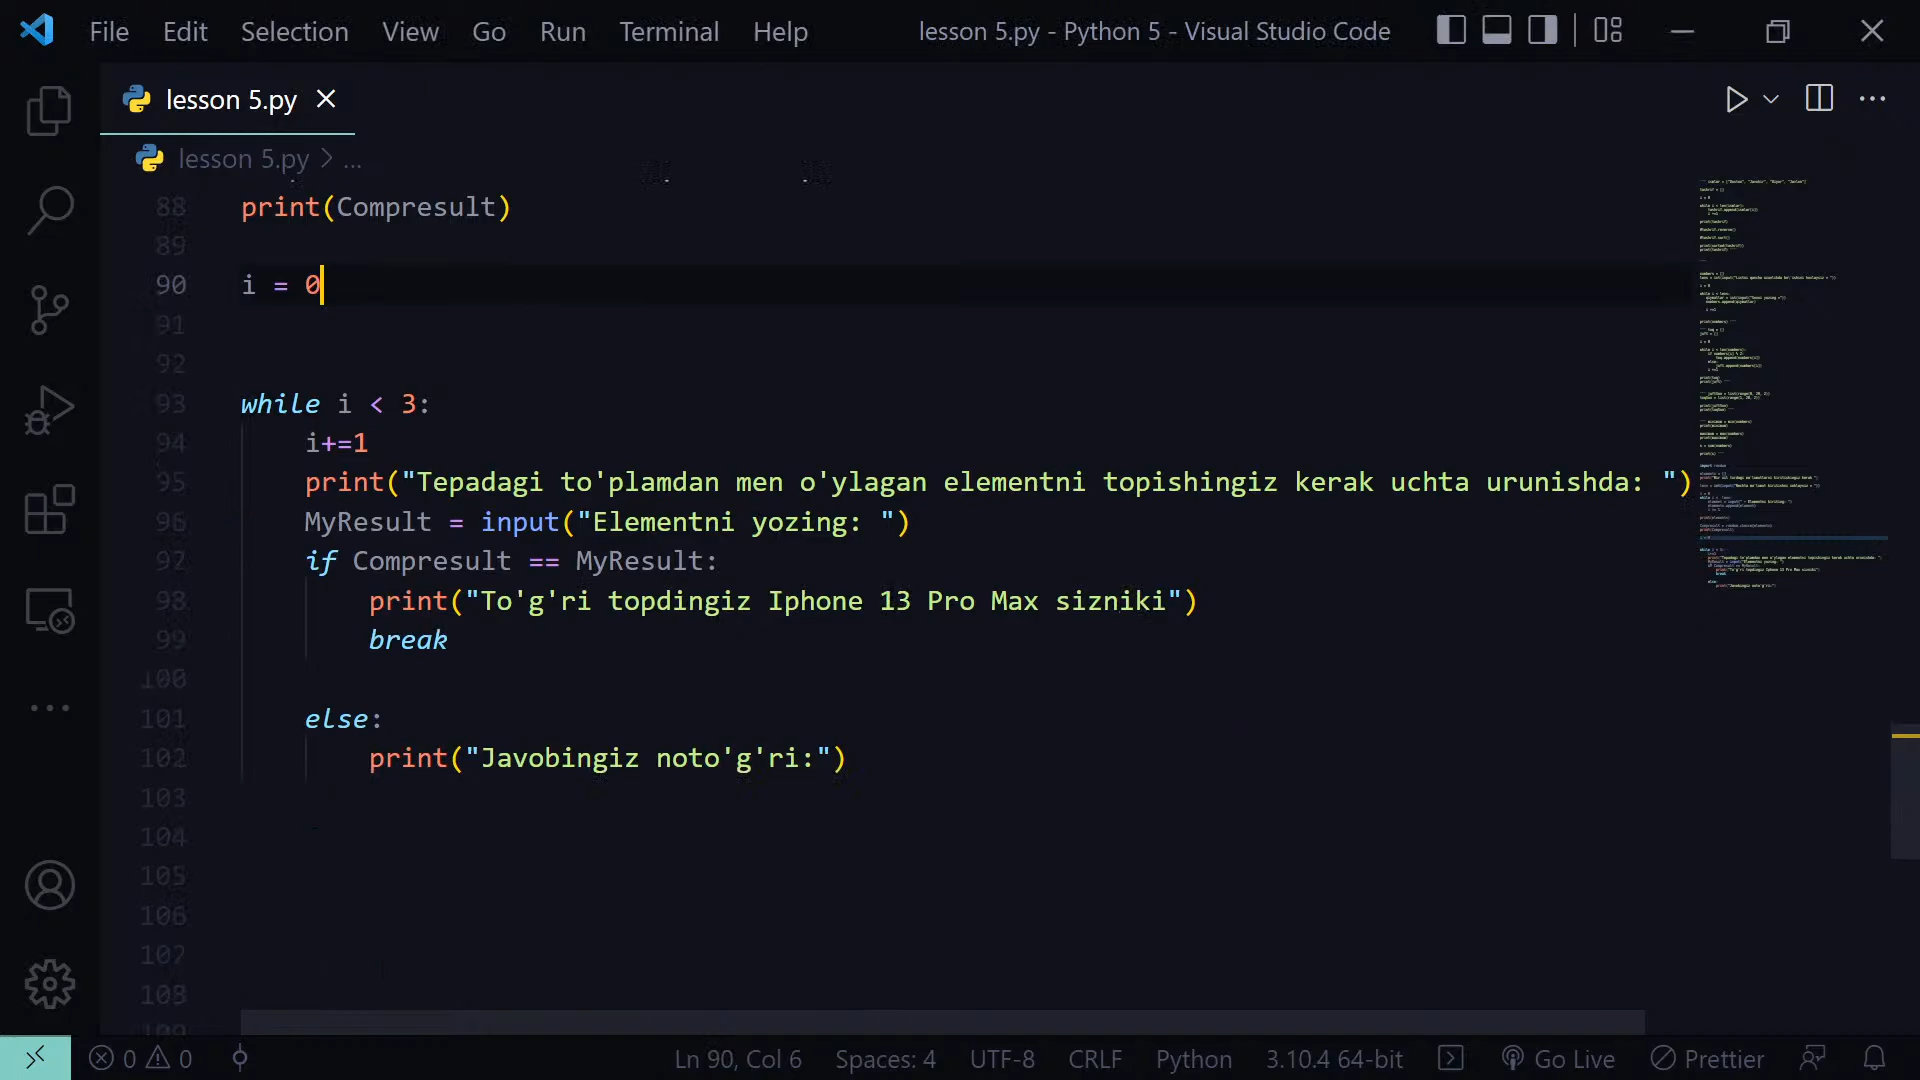 File Edit Selection View Go Run Terminal Help lesson 5.py - Python 5 - Visual Studio Code
lesson 5.py
lesson 5.py > ...
88 print(Compresult)
89
90 i = 0
91
92
93 while i < 3:
94 i+=1
95 print("Tepadagi to'plamdan men o'ylagan elementni topishingiz kerak uchta urunishda: ")
96 MyResult = input("Elementni yozing: ")
97 if Compresult == MyResult:
98 print("To'g'ri topdingiz Iphone 13 Pro Max sizniki")
99 break
100
101 else:
102 print("Javobingiz noto'g'ri:")
103
104
105
106
107
108
109
0 0 Ln 90, Col 6 Spaces: 4 UTF-8 CRLF Python 3.10.4 64-bit Go Live Prettier